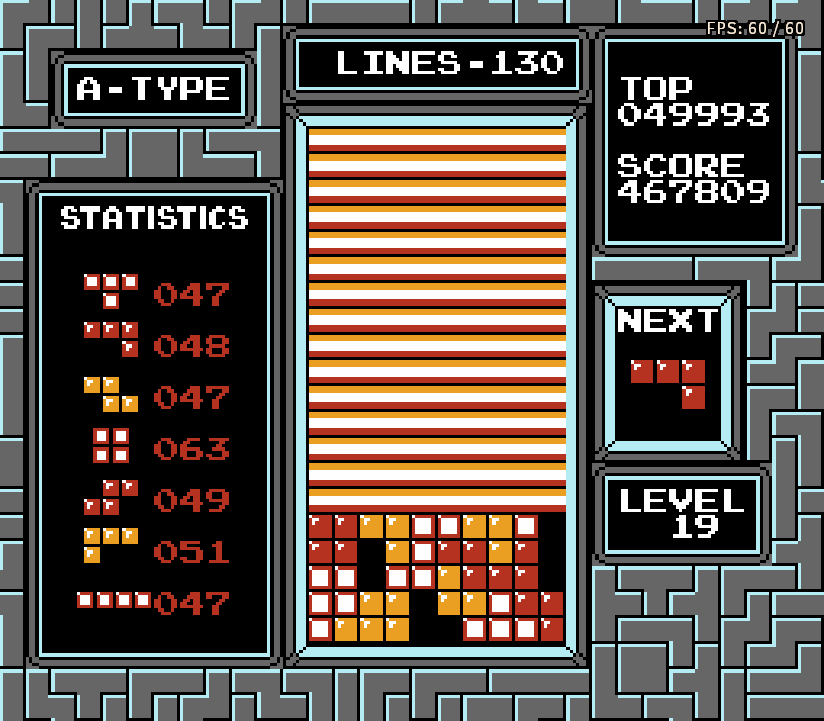 FPS: 60 / 60
A-TYPE
LINES-130
TOP
049993
SCORE
467809
STATISTICS
047
048
047
063
049
051
047
NEXT
LEVEL
19